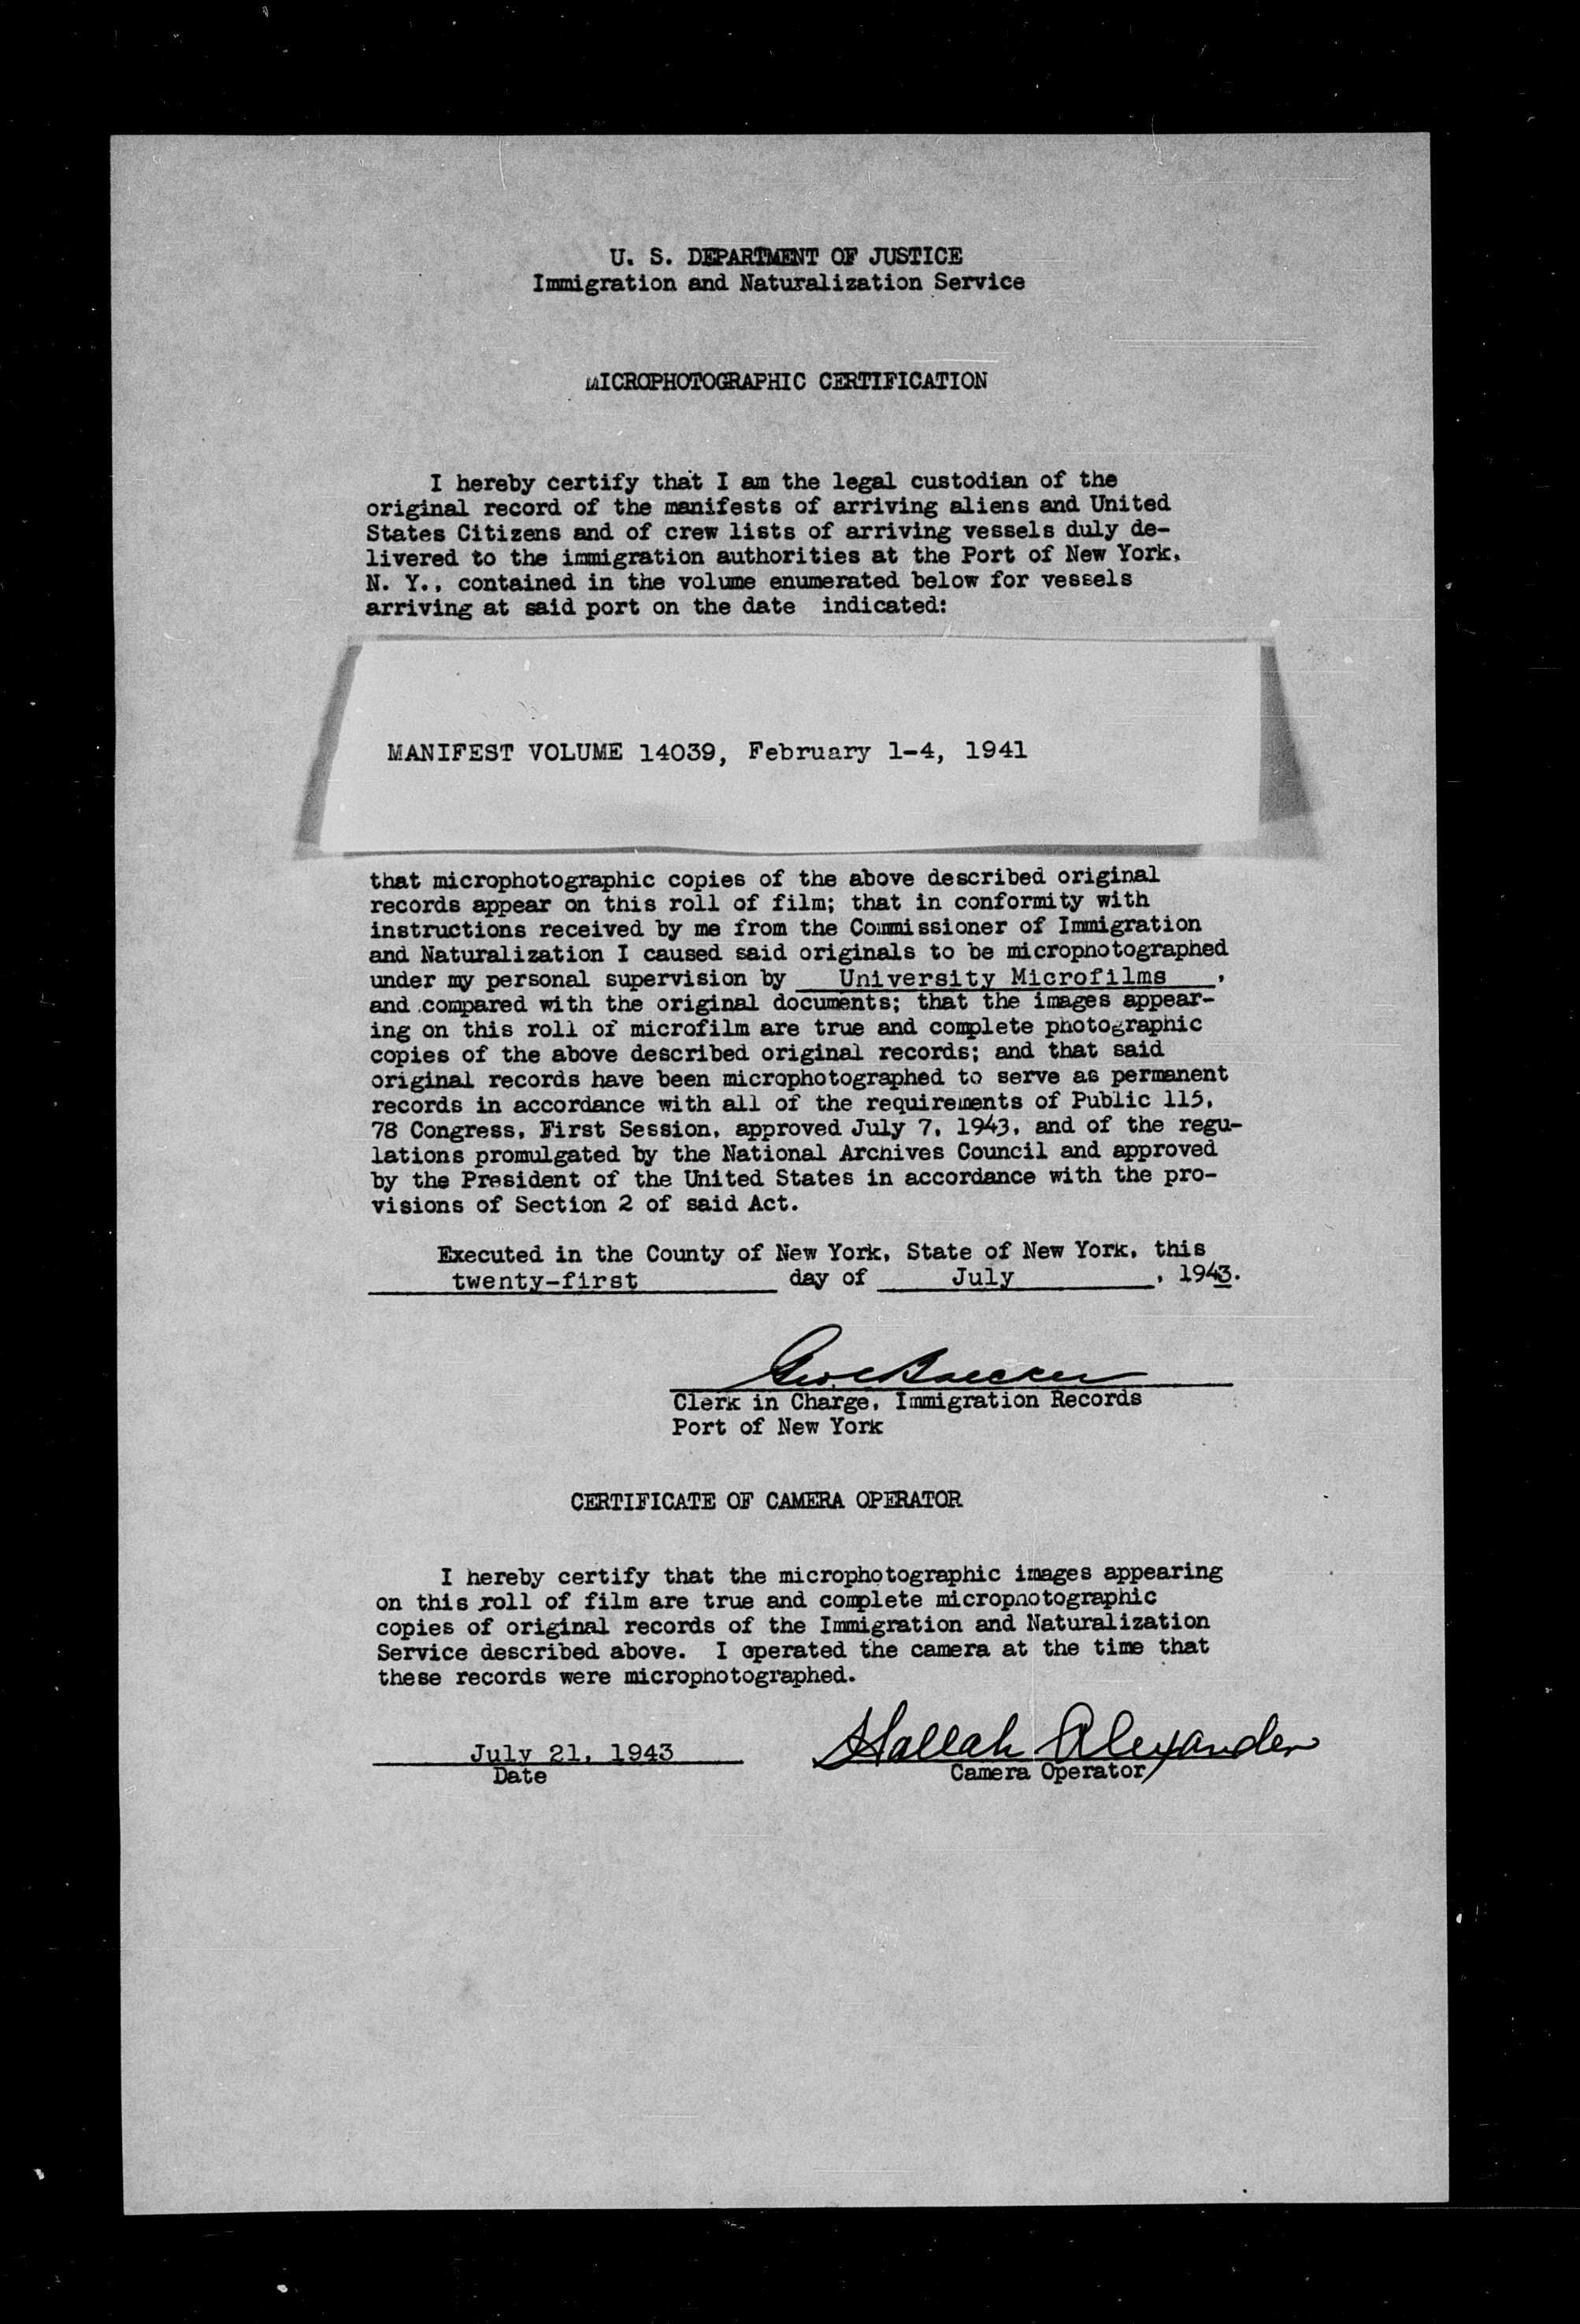 U. S. DEPARTMENT OF JUSTICE
Immigration and Naturalization Service
MICROPHOTOGRAPHIC CERTIFICATION
I hereby certify that I am the legal custodian of the
original record of the manifests of arriving aliens and United
States Citizens and of crew lists of arriving vessels duly de-
livered to the immigration authorities at the Port of New York,
N. Y., contained in the volume enumerated below for vessels
arriving at said port on the date indicated:
MANIFEST VOLUME 14039, February 1-4, 1941
that microphotographic copies of the above described original
records appear on this roll of film; that in conformity with
instructions received by me from the Commissioner of Immigration
and Naturalization I caused said originals to be microphotographed
under my personal supervision by University Microfilms,
and compared with the original documents; that the images appear-
ing on this roll of microfilm are true and complete photographic
copies of the above described original records; and that said
original records have been microphotographed to serve as permanent
records in accordance with all of the requirements of Public 115,
78 Congress, First Session, approved July 7, 1943, and of the regu-
lations promulgated by the National Archives Council and approved
by the President of the United States in accordance with the pro-
visions of Section 2 of said Act.
Executed in the County of New York, State of New York, this
twenty-first day of July, 1943.
Clerk in Charge, Immigration Records
Port of New York
CERTIFICATE OF CAMERA OPERATOR
I hereby certify that the microphotographic images appearing
on this roll of film are true and complete microphotographic
copies of original records of the Immigration and Naturalization
Service described above. I operated the camera at the time that
these records were microphotographed.
July 21, 1943 Hallah Alexander
Date Camera Operator